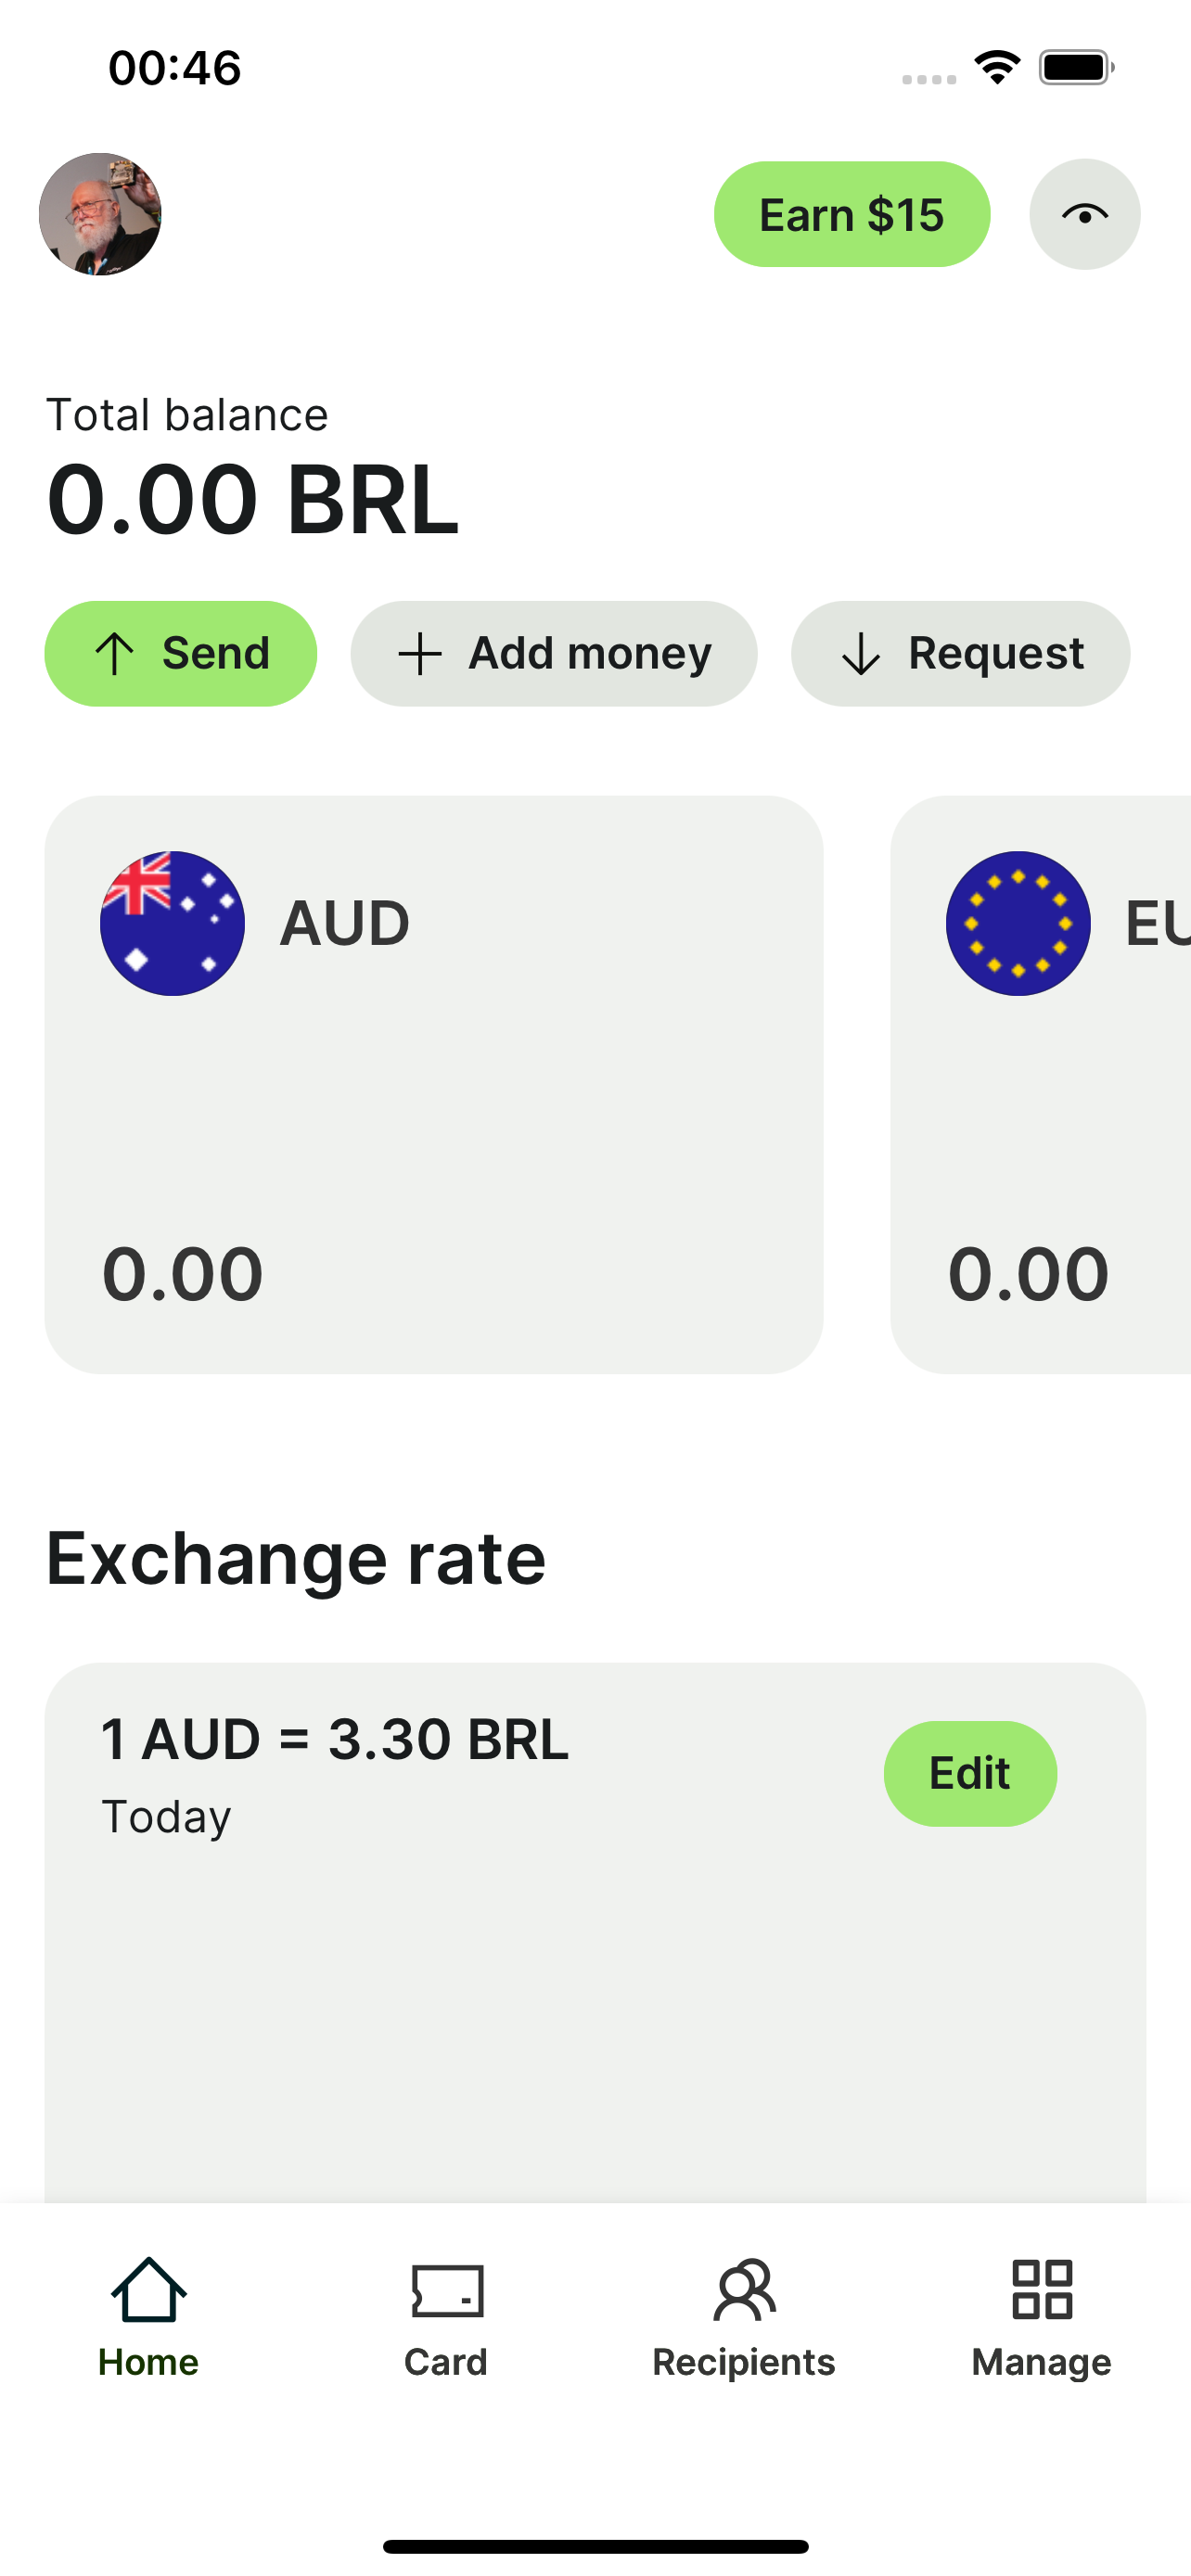 00:46
Earn $15
Total balance
0.00 BRL
Send
Add money
Request
AUD
EU
0.00
0.00
Exchange rate
1 AUD = 3.30 BRL
Today
Edit
Home
Card
Recipients
Manage